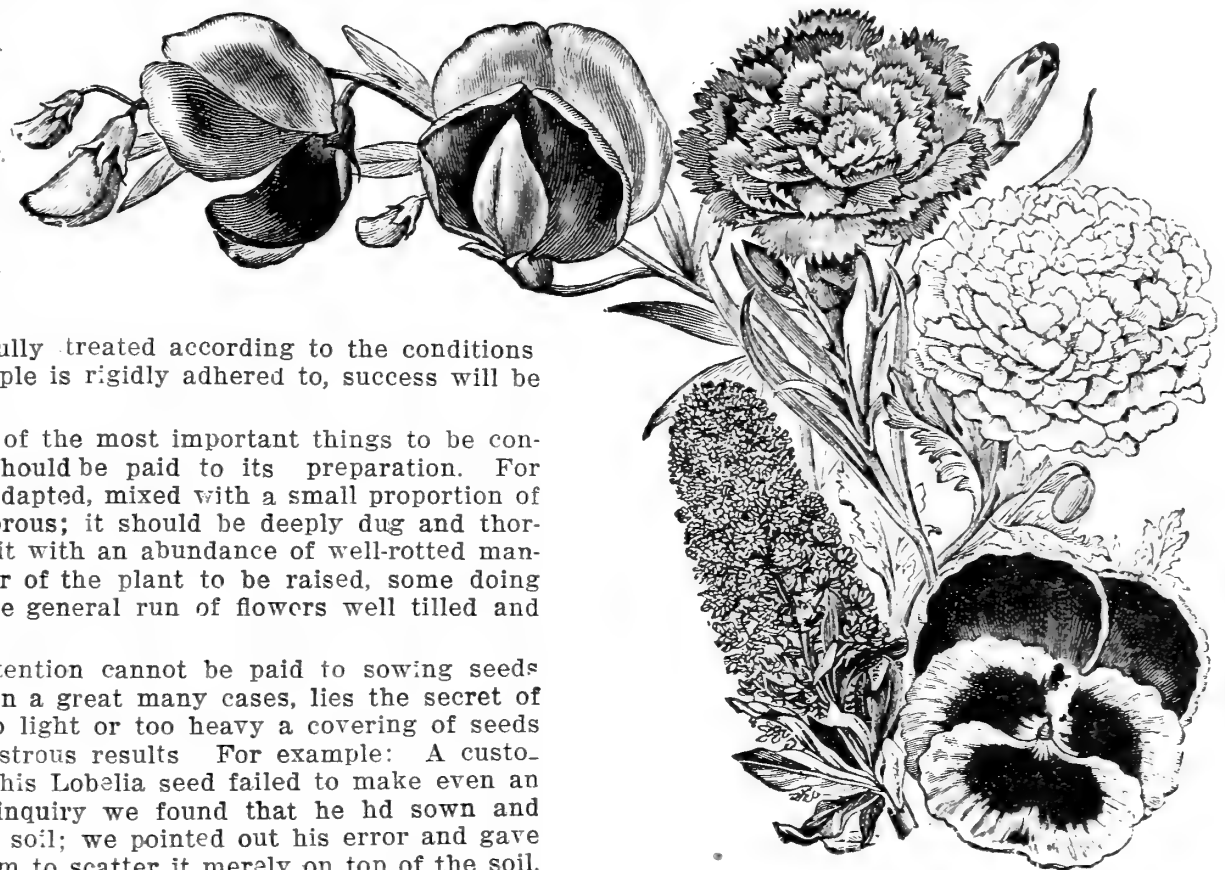 ully treated according to the conditions
ple is rigidly adhered to, success will be
of the most important things to be con-
hould be paid to its preparation. For
dapted, mixed with a small proportion of
rous; it should be deeply dug and thor-
it with an abundance of well-rotted man-
r of the plant to be raised, some doing
e general run of flowers well tilled and
tention cannot be paid to sowing seeds
n a great many cases, lies the secret of
o light or too heavy a covering of seeds
strous results For example: A custo-
his Lobelia seed failed to make even an
inquiry we found that he hd sown and
soil; we pointed out his error and gave
m to scatter it merely on top of the soil,